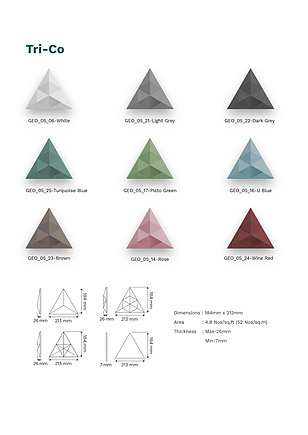 Tri-Co
GEO_05_06-White
GEO_05_21-Light Grey
GEO_05_22-Dark Grey
GEO_05_25-Turquoise Blue
GEO_05_17-Pisto Green
GEO_05_16-U Blue
GEO_05_23-Brown
GEO_05_14-Rose
GEO_05_24-Wine Red
184 mm
26 mm
213 mm
184 mm
26 mm
213 mm
184 mm
26 mm
213 mm
184 mm
7 mm
213 mm
Dimensions : 184mm x 213mm
Area : 4.8 Nos/sq.ft (52 Nos/sq.m)
Thickness : Max-26mm
Min-7mm